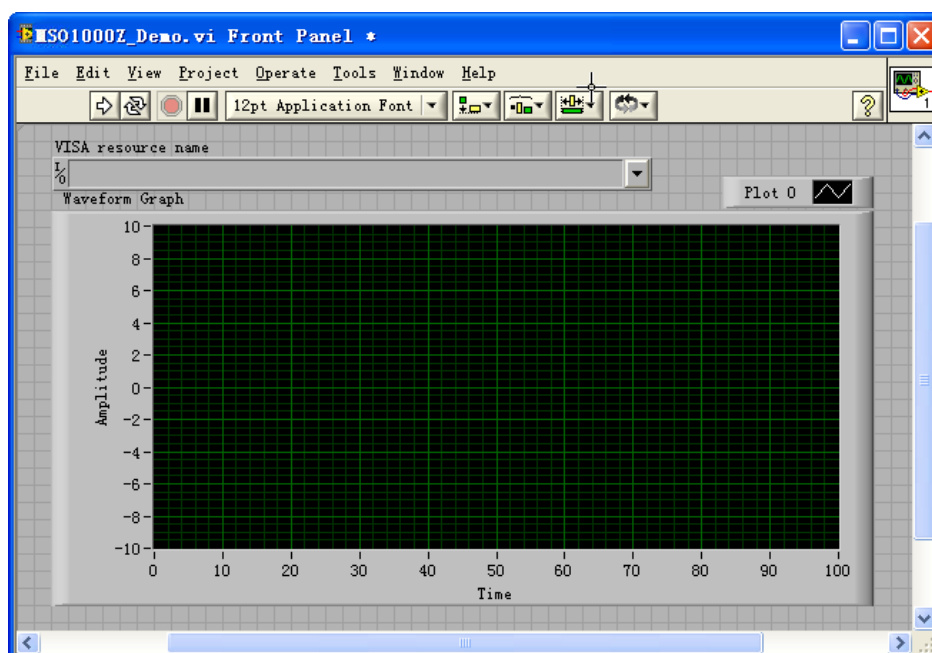 MSO1000Z_Demo.vi Front Panel *
File Edit View Project Operate Tools Window Help
12pt Application Font
?
1
VISA resource name
I/O
Waveform Graph
Plot 0
10
8
6
4
2
0
-2
-4
-6
-8
-10
Amplitude
0 10 20 30 40 50 60 70 80 90 100
Time